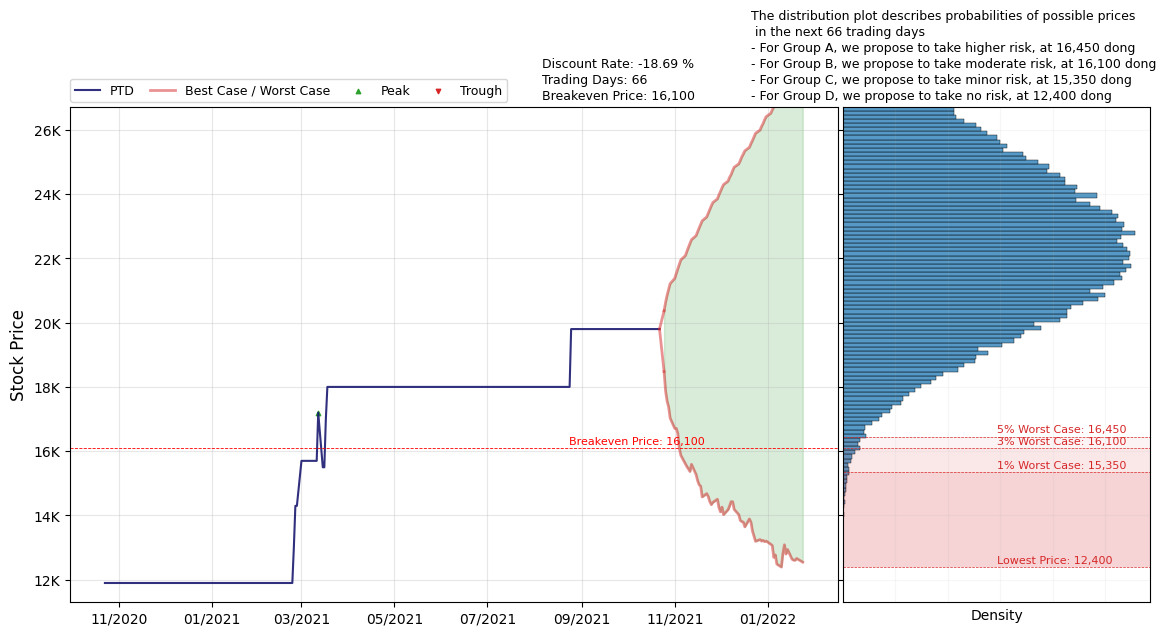 The distribution plot describes probabilities of possible prices
in the next 66 trading days
- For Group A, we propose to take higher risk, at 16,450 dong
- For Group B, we propose to take moderate risk, at 16,100 dong
- For Group C, we propose to take minor risk, at 15,350 dong
- For Group D, we propose to take no risk, at 12,400 dong
Discount Rate: -18.69 %
Trading Days: 66
Breakeven Price: 16,100
PTD
Best Case / Worst Case
Peak
Trough
Stock Price
26K
24K
22K
20K
18K
16K
14K
12K
Breakeven Price: 16,100
5% Worst Case: 16,450
3% Worst Case: 16,100
1% Worst Case: 15,350
Lowest Price: 12,400
11/2020
01/2021
03/2021
05/2021
07/2021
09/2021
11/2021
01/2022
Density